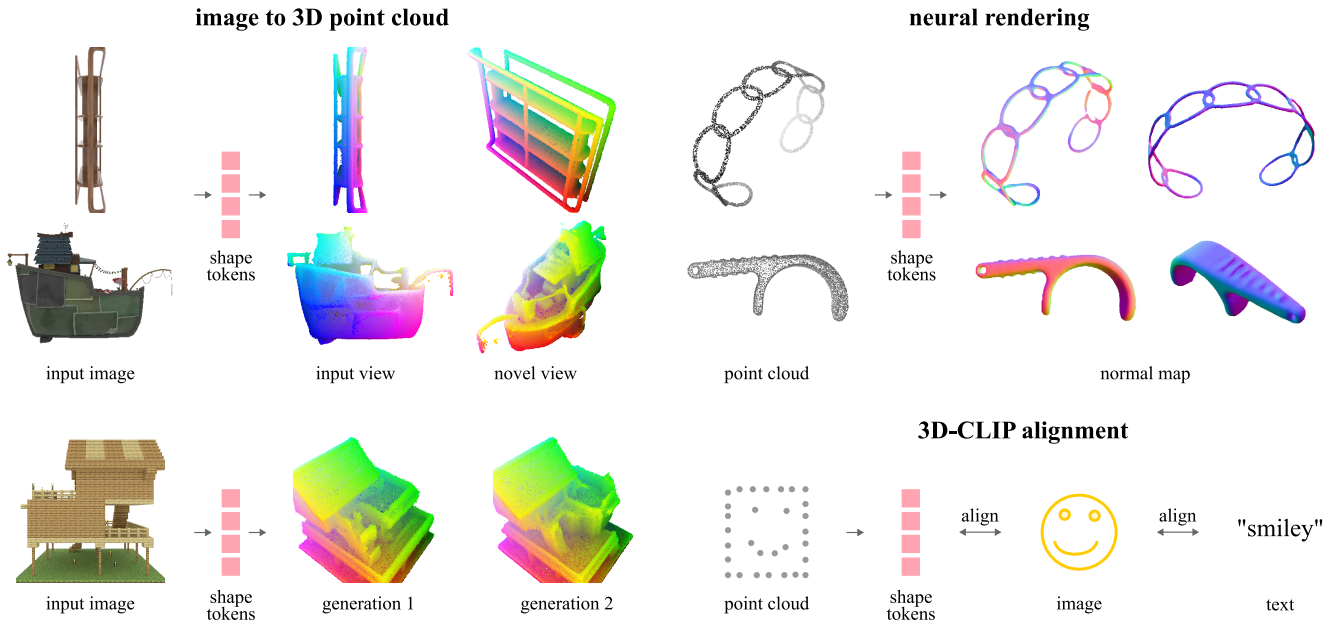 image to 3D point cloud
shape
tokens
input image
input view
novel view
input image
shape
tokens
generation 1
generation 2
neural rendering
shape
tokens
point cloud
normal map
3D-CLIP alignment
align
align
"smiley"
point cloud
shape
tokens
image
text